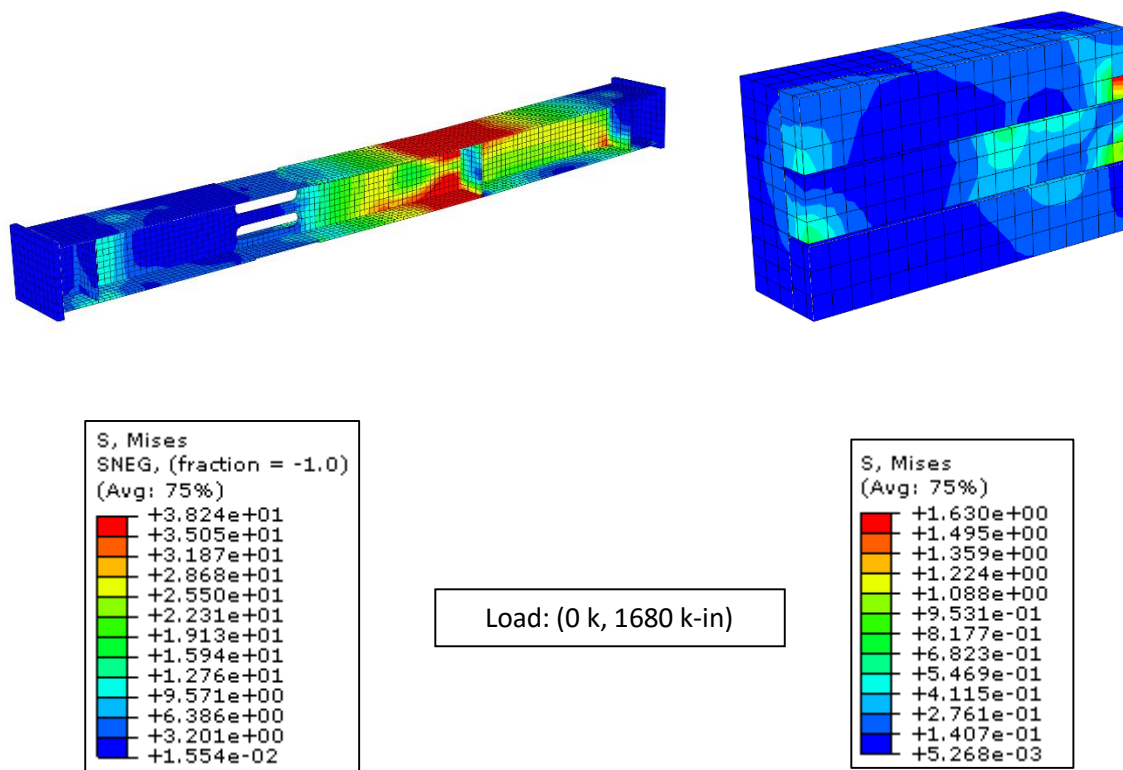 S, Mises
SNEG, (fraction = -1.0)
(Avg: 75%)
+3.824e+01
+3.505e+01
+3.187e+01
+2.868e+01
+2.550e+01
+2.231e+01
+1.913e+01
+1.594e+01
+1.276e+01
+9.571e+00
+6.386e+00
+3.201e+00
+1.554e-02
Load: (0 k, 1680 k-in)
S, Mises
(Avg: 75%)
+1.630e+00
+1.495e+00
+1.359e+00
+1.224e+00
+1.088e+00
+9.531e-01
+8.177e-01
+6.823e-01
+5.469e-01
+4.115e-01
+2.761e-01
+1.407e-01
+5.268e-03